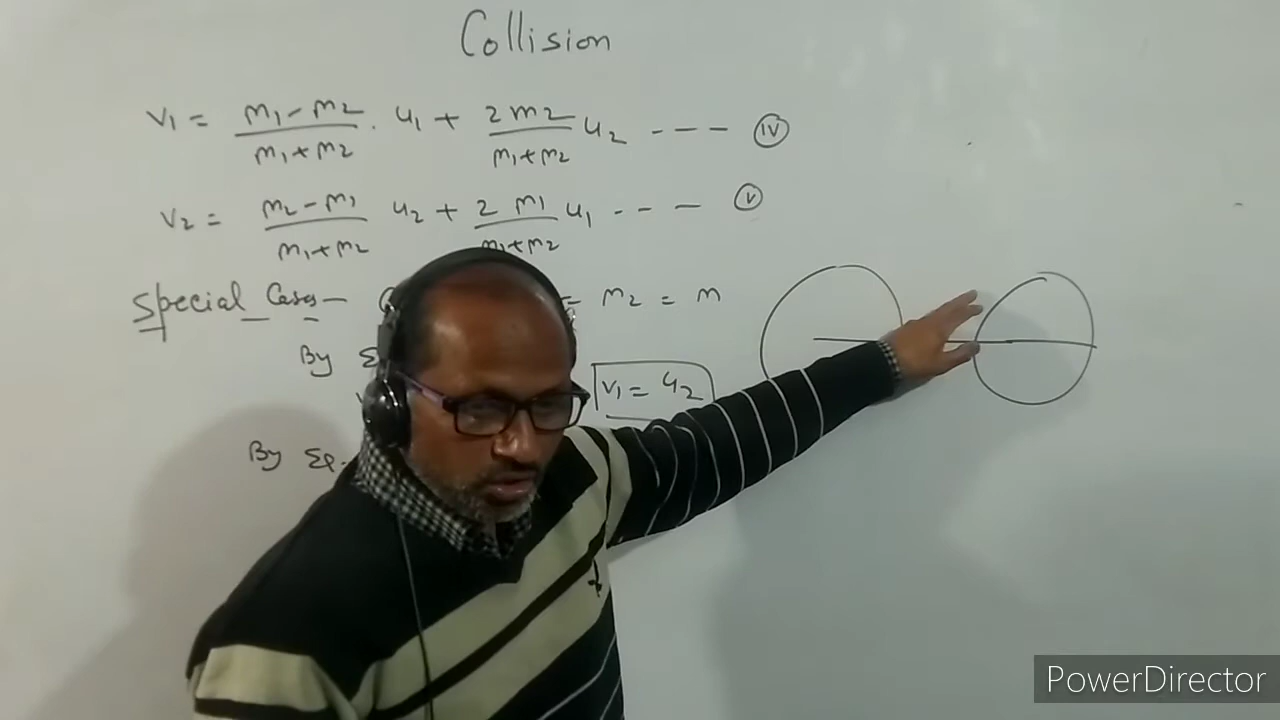 Collision
v₁ = (m₁ - m₂)/(m₁ + m₂) . u₁ + (2m₂)/(m₁ + m₂) u₂ --- (IV)
v₂ = (m₂ - m₁)/(m₁ + m₂) u₂ + (2m₁)/(m₁ + m₂) u₁ --- (V)
Special Cases— = m₂ = m
By
v₁ = u₂
By Eq.
PowerDirector